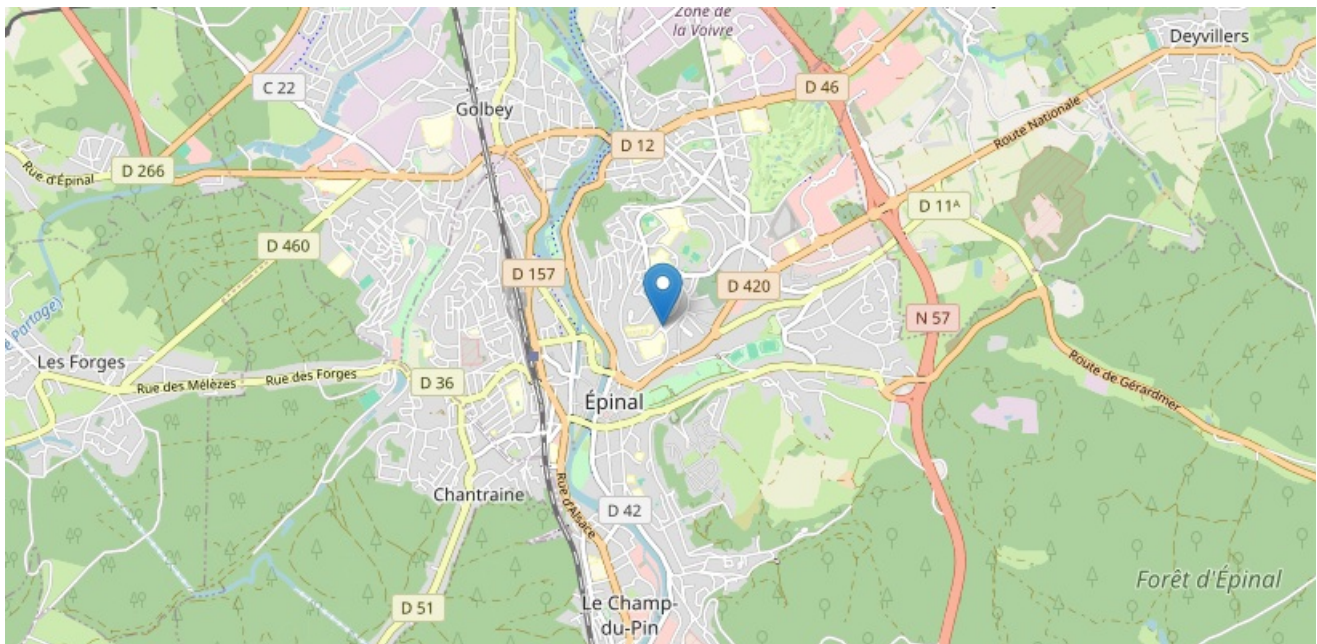 Zone de
la Voivre
Deyvillers
C 22
D 46
Golbey
Route Nationale
D 12
Rue d'Épinal
D 266
D 11ᴬ
D 460
D 157
D 420
Partage)
N 57
Les Forges
Rue des Mélèzes
Rue des Forges
D 36
Route de Gérardmer
Épinal
Chantraine
Rue d'Alsace
D 42
Forêt d'Épinal
D 51
Le Champ-
du-Pin